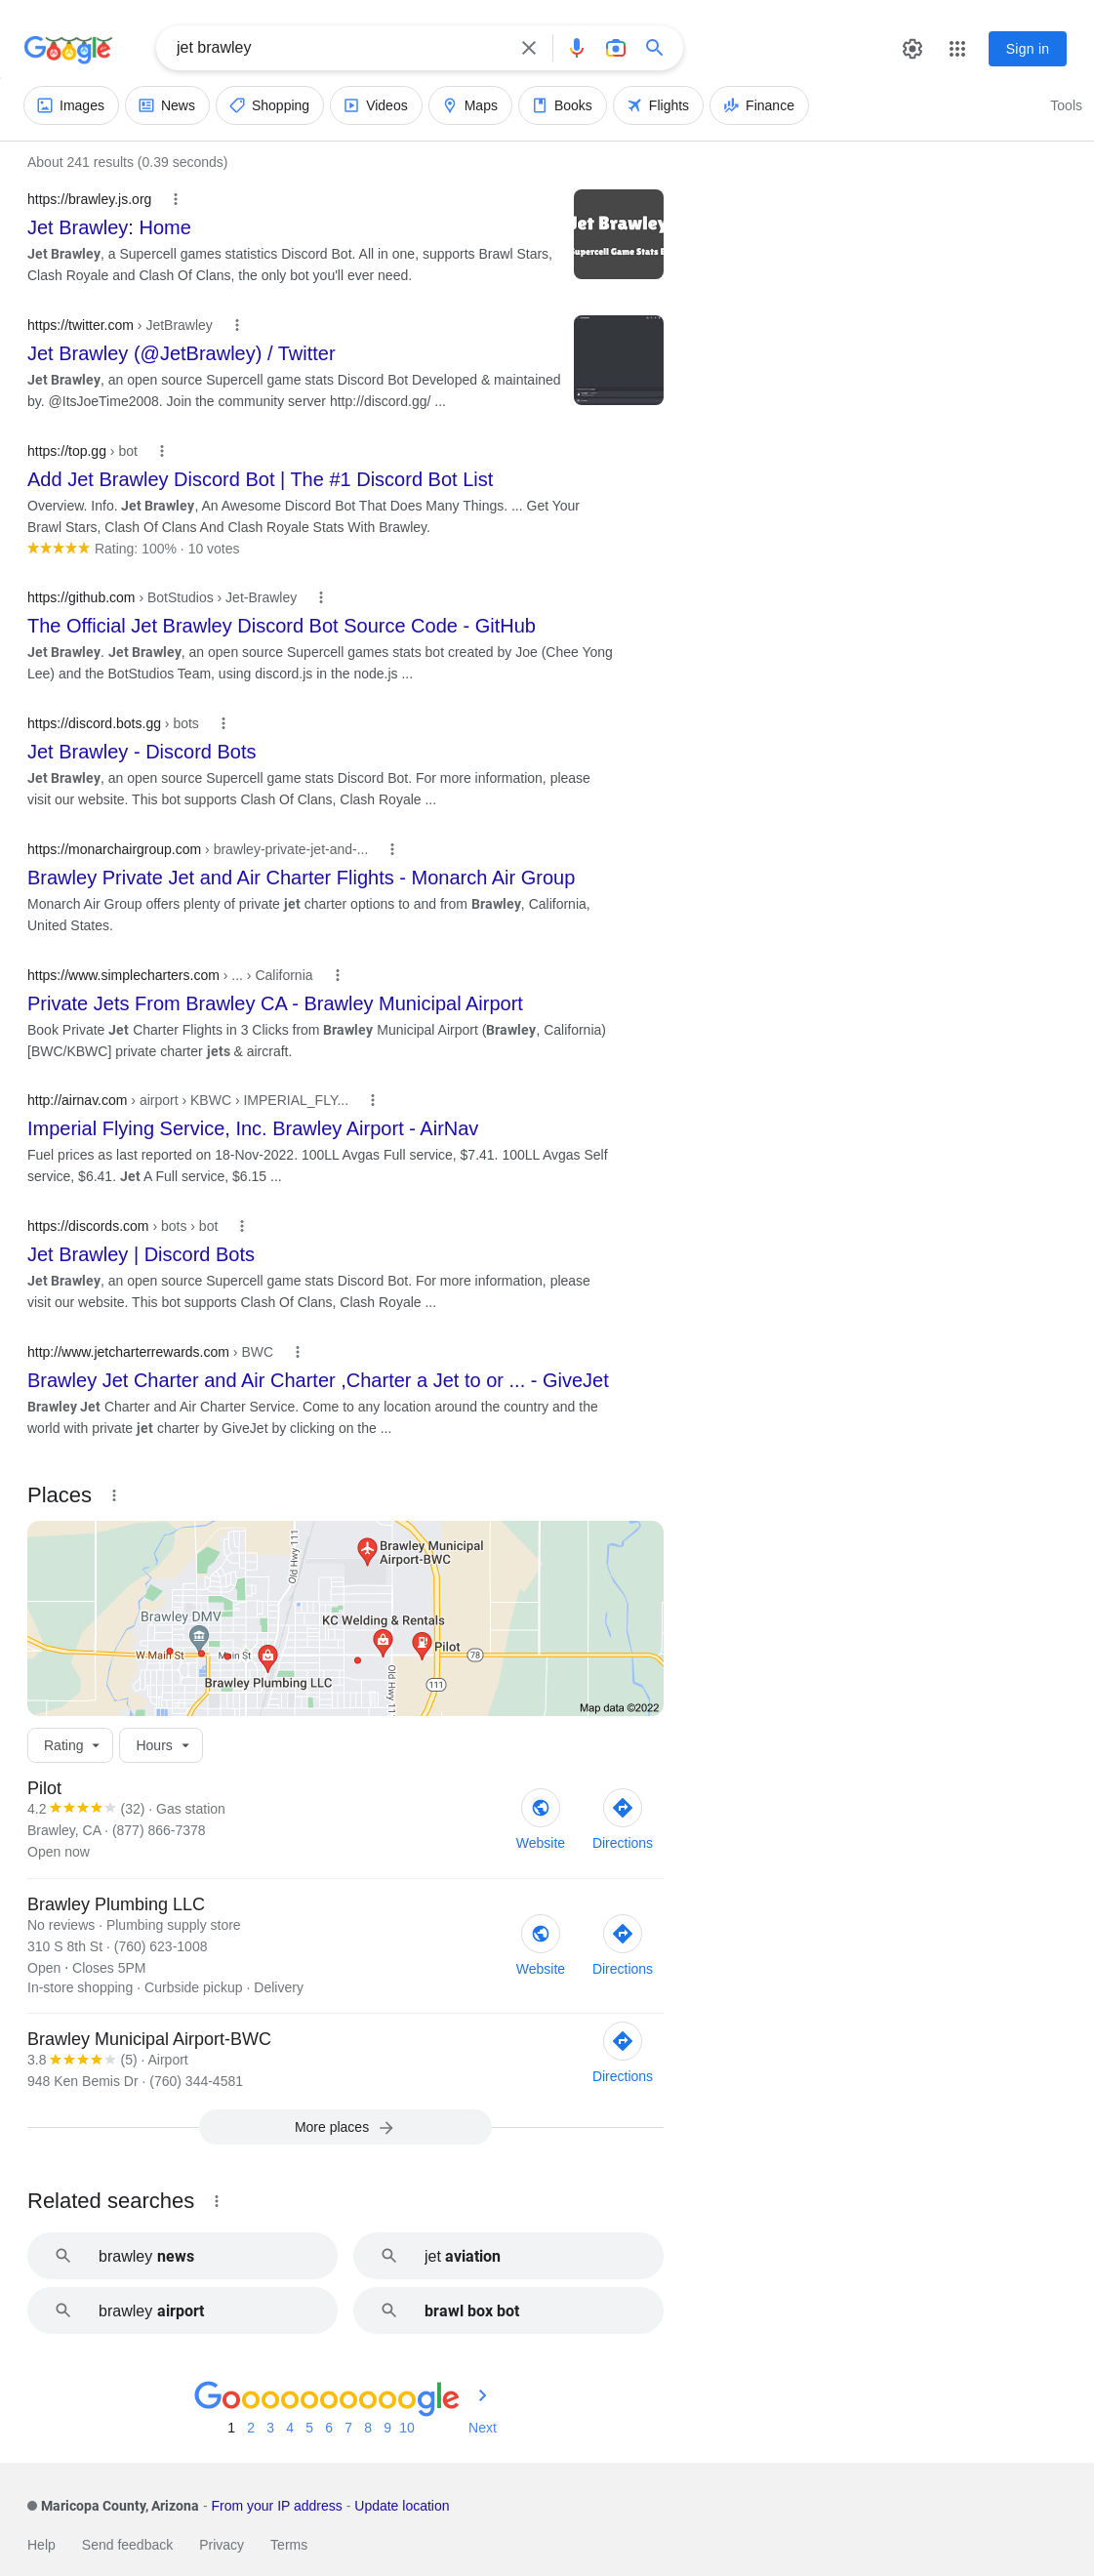 Google
jet brawley
Sign in
Images
News
Shopping
Videos
Maps
Books
Flights
Finance
Tools
About 241 results (0.39 seconds)
https://brawley.js.org
Jet Brawley: Home
Jet Brawley, a Supercell games statistics Discord Bot. All in one, supports Brawl Stars,
Clash Royale and Clash Of Clans, the only bot you'll ever need.
Jet Brawley
Supercell Game Stats
https://twitter.com › JetBrawley
Jet Brawley (@JetBrawley) / Twitter
Jet Brawley, an open source Supercell game stats Discord Bot Developed & maintained
by. @ItsJoeTime2008. Join the community server http://discord.gg/ ...
https://top.gg › bot
Add Jet Brawley Discord Bot | The #1 Discord Bot List
Overview. Info. Jet Brawley, An Awesome Discord Bot That Does Many Things. ... Get Your
Brawl Stars, Clash Of Clans And Clash Royale Stats With Brawley.
Rating: 100% · 10 votes
https://github.com › BotStudios › Jet-Brawley
The Official Jet Brawley Discord Bot Source Code - GitHub
Jet Brawley. Jet Brawley, an open source Supercell games stats bot created by Joe (Chee Yong
Lee) and the BotStudios Team, using discord.js in the node.js ...
https://discord.bots.gg › bots
Jet Brawley - Discord Bots
Jet Brawley, an open source Supercell game stats Discord Bot. For more information, please
visit our website. This bot supports Clash Of Clans, Clash Royale ...
https://monarchairgroup.com › brawley-private-jet-and-...
Brawley Private Jet and Air Charter Flights - Monarch Air Group
Monarch Air Group offers plenty of private jet charter options to and from Brawley, California,
United States.
https://www.simplecharters.com › ... › California
Private Jets From Brawley CA - Brawley Municipal Airport
Book Private Jet Charter Flights in 3 Clicks from Brawley Municipal Airport (Brawley, California)
[BWC/KBWC] private charter jets & aircraft.
http://airnav.com › airport › KBWC › IMPERIAL_FLY...
Imperial Flying Service, Inc. Brawley Airport - AirNav
Fuel prices as last reported on 18-Nov-2022. 100LL Avgas Full service, $7.41. 100LL Avgas Self
service, $6.41. Jet A Full service, $6.15 ...
https://discords.com › bots › bot
Jet Brawley | Discord Bots
Jet Brawley, an open source Supercell game stats Discord Bot. For more information, please
visit our website. This bot supports Clash Of Clans, Clash Royale ...
http://www.jetcharterrewards.com › BWC
Brawley Jet Charter and Air Charter ,Charter a Jet to or ... - GiveJet
Brawley Jet Charter and Air Charter Service. Come to any location around the country and the
world with private jet charter by GiveJet by clicking on the ...
Places
Old Hwy 111
Brawley Municipal
Airport-BWC
Brawley DMV
KC Welding & Rentals
W Main St
Main St
Pilot
78
Brawley Plumbing LLC
Old Hwy 11
111
Map data ©2022
Rating
Hours
Pilot
4.2 (32) · Gas station
Brawley, CA · (877) 866-7378
Open now
Website
Directions
Brawley Plumbing LLC
No reviews · Plumbing supply store
310 S 8th St · (760) 623-1008
Open ⋅ Closes 5PM
In-store shopping · Curbside pickup · Delivery
Website
Directions
Brawley Municipal Airport-BWC
3.8 (5) · Airport
948 Ken Bemis Dr · (760) 344-4581
Directions
More places
Related searches
brawley news
jet aviation
brawley airport
brawl box bot
Goooooooooogle
1 2 3 4 5 6 7 8 9 10 Next
Maricopa County, Arizona - From your IP address - Update location
Help Send feedback Privacy Terms